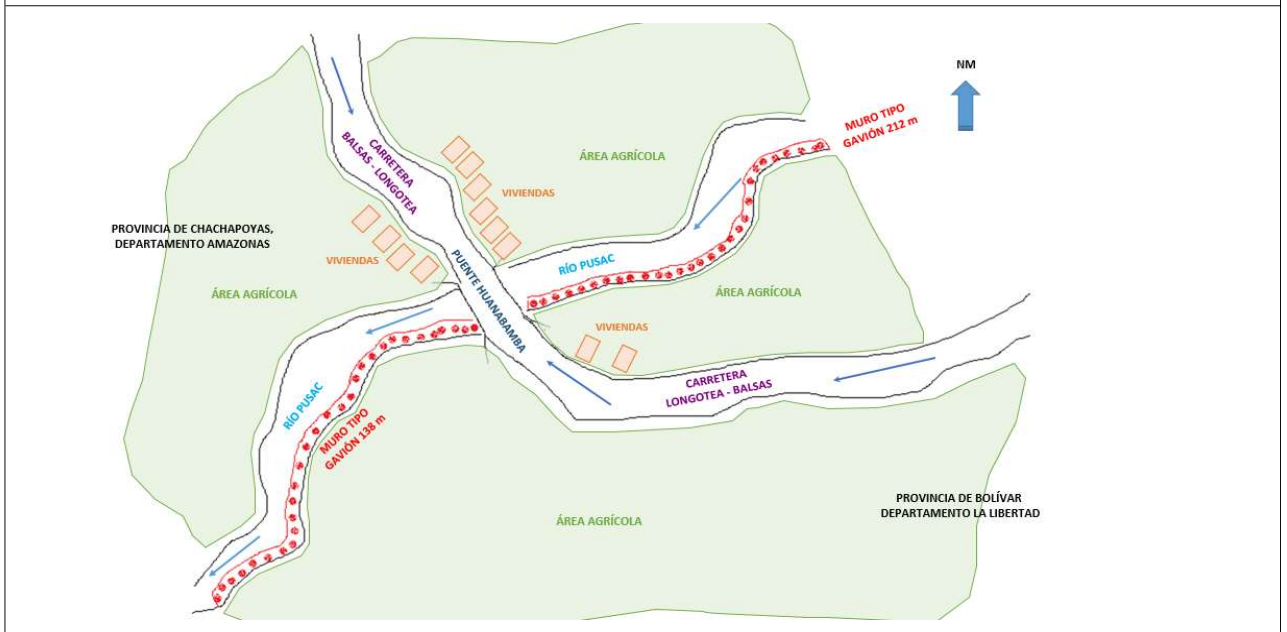 NM
MURO TIPO
GAVIÓN 212 m
CARRETERA
BALSAS - LONGOTEA
ÁREA AGRÍCOLA
VIVIENDAS
PROVINCIA DE CHACHAPOYAS,
DEPARTAMENTO AMAZONAS
VIVIENDAS
RÍO PUSAC
PUENTE HUANABAMBA
ÁREA AGRÍCOLA
ÁREA AGRÍCOLA
VIVIENDAS
CARRETERA
LONGOTEA - BALSAS
RÍO PUSAC
MURO TIPO
GAVIÓN 138 m
PROVINCIA DE BOLÍVAR
DEPARTAMENTO LA LIBERTAD
ÁREA AGRÍCOLA